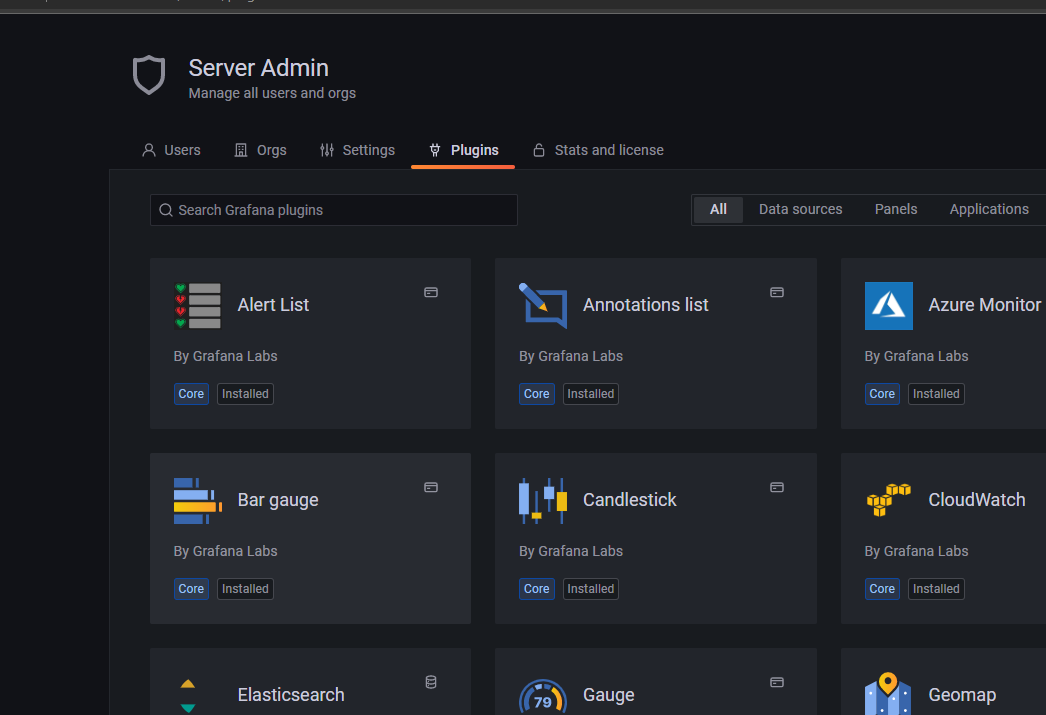 Server Admin
Manage all users and orgs
Users Orgs Settings Plugins Stats and license
Search Grafana plugins All Data sources Panels Applications
Alert List Annotations list Azure Monitor
By Grafana Labs By Grafana Labs By Grafana Labs
Core Installed Core Installed Core Installed
Bar gauge Candlestick CloudWatch
By Grafana Labs By Grafana Labs By Grafana Labs
Core Installed Core Installed Core Installed
Elasticsearch 79 Gauge Geomap